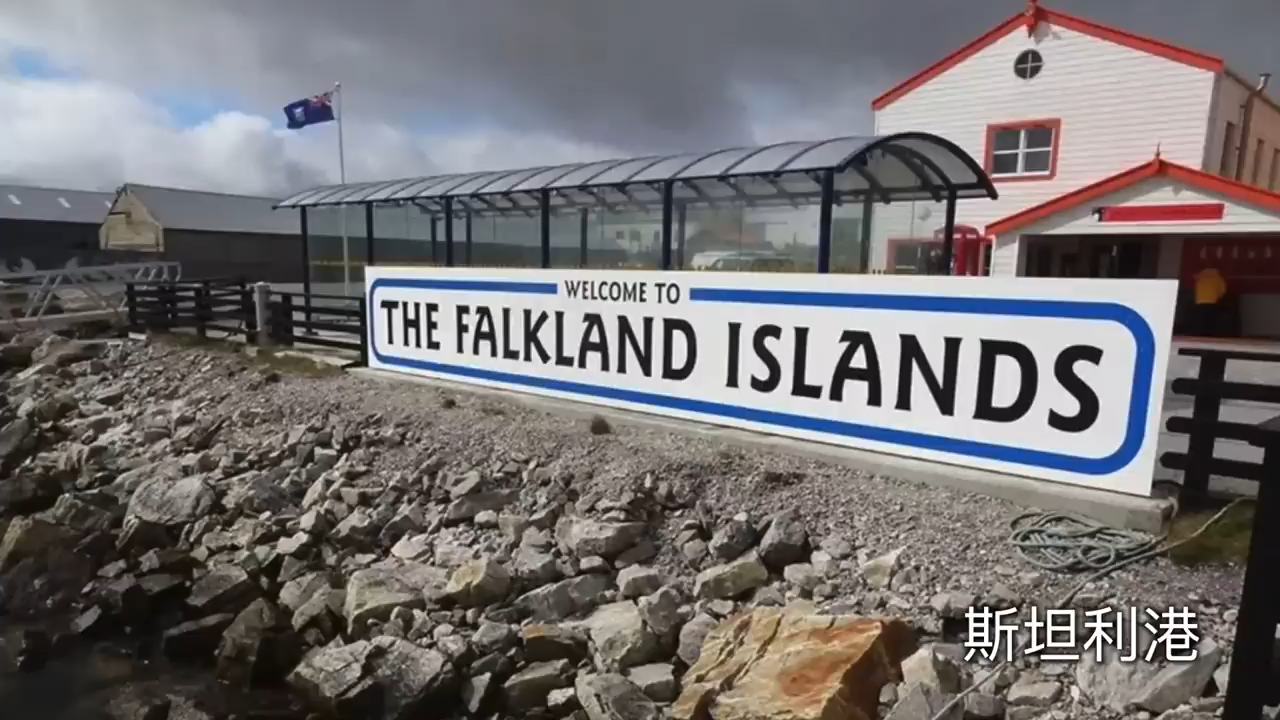 WELCOME TO
THE FALKLAND ISLANDS
斯坦利港